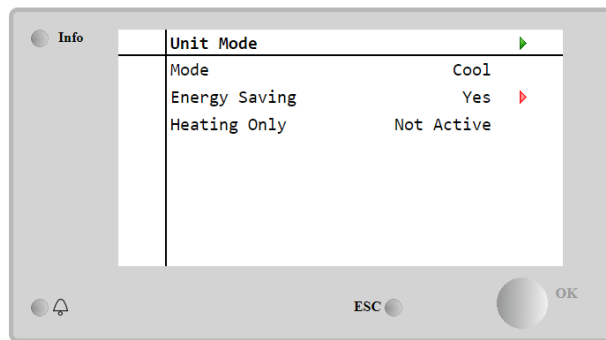 Info
Unit Mode
Mode Cool
Energy Saving Yes
Heating Only Not Active
ESC
OK